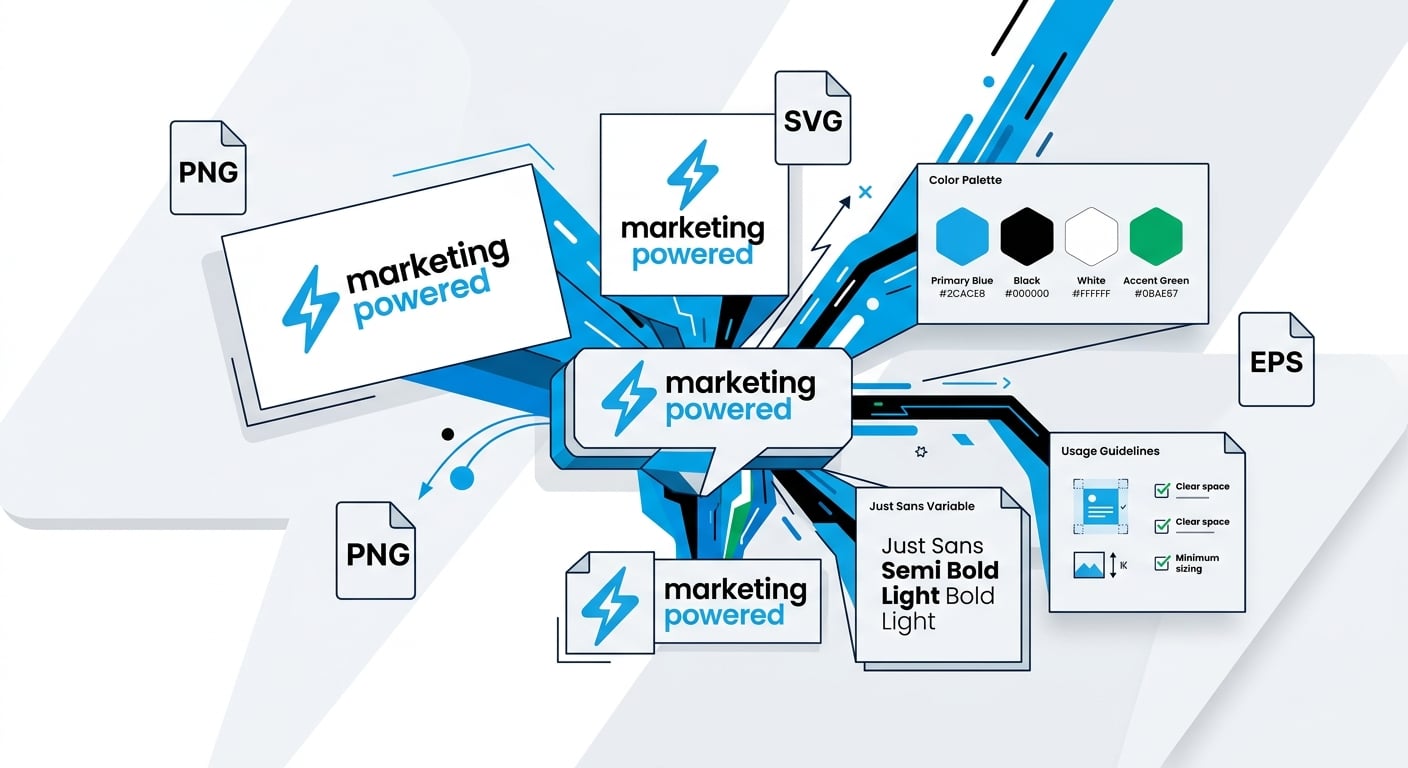 PNG
marketing
powered
marketing
powered
SVG
Color Palette
Primary Blue
#2CACE8
Black
#000000
White
#FFFFFF
Accent Green
#0BAE67
EPS
marketing
powered
PNG
marketing
powered
Just Sans Variable
Just Sans
Semi Bold
Light Bold
Light
Usage Guidelines
Clear space
Clear space
Minimum
sizing